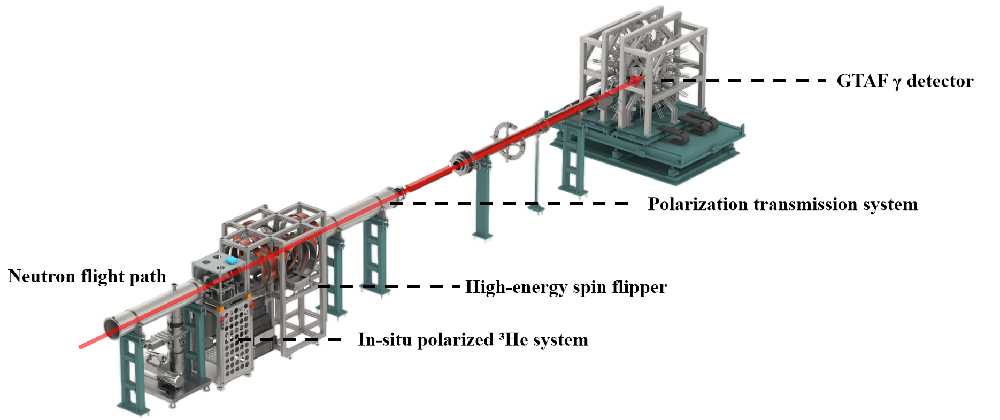 GTAF γ detector
Polarization transmission system
Neutron flight path
High-energy spin flipper
In-situ polarized ³He system